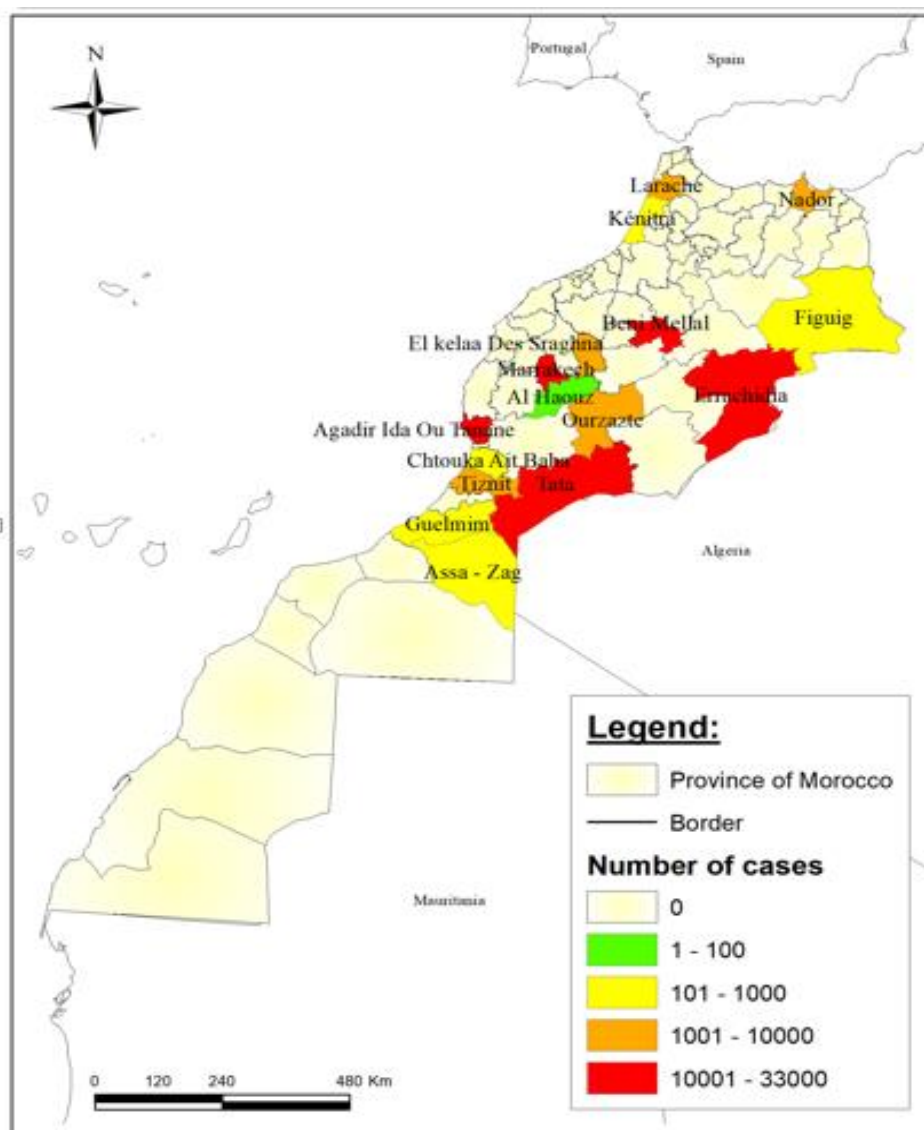 N
Portugal
Spain
Larache
Nador
Kénitra
Figuig
Beni Mellal
El kelaa Des Sraghna
Marrakech
Al Haouz
Errachidia
Ourzazte
Agadir Ida Ou Tanane
Chtouka Ait Baha
Tiznit
Tata
Guelmim
Algeria
Assa - Zag
Legend:
Province of Morocco
Border
Number of cases
0
1 - 100
101 - 1000
1001 - 10000
10001 - 33000
Mauritania
0 120 240 480 Km